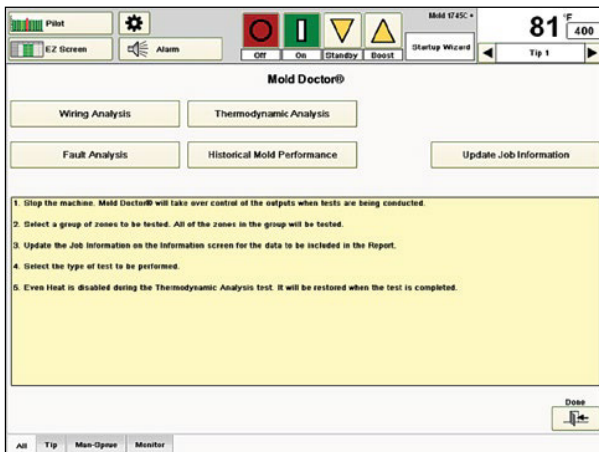 Pilot
EZ Screen
Alarm
Off
On
Standby
Boost
Mold 1745C
Startup Wizard
81 °F
400
Tip 1
Mold Doctor®
Wiring Analysis
Thermodynamic Analysis
Fault Analysis
Historical Mold Performance
Update Job Information
1. Stop the machine. Mold Doctor® will take over control of the outputs when tests are being conducted.
2. Select a group of zones to be tested. All of the zones in the group will be tested.
3. Update the Job Information on the Information screen for the data to be included in the Report.
4. Select the type of test to be performed.
5. Even Heat is disabled during the Thermodynamic Analysis test. It will be restored when the test is completed.
Done
All Tip Man-Sprue Monitor